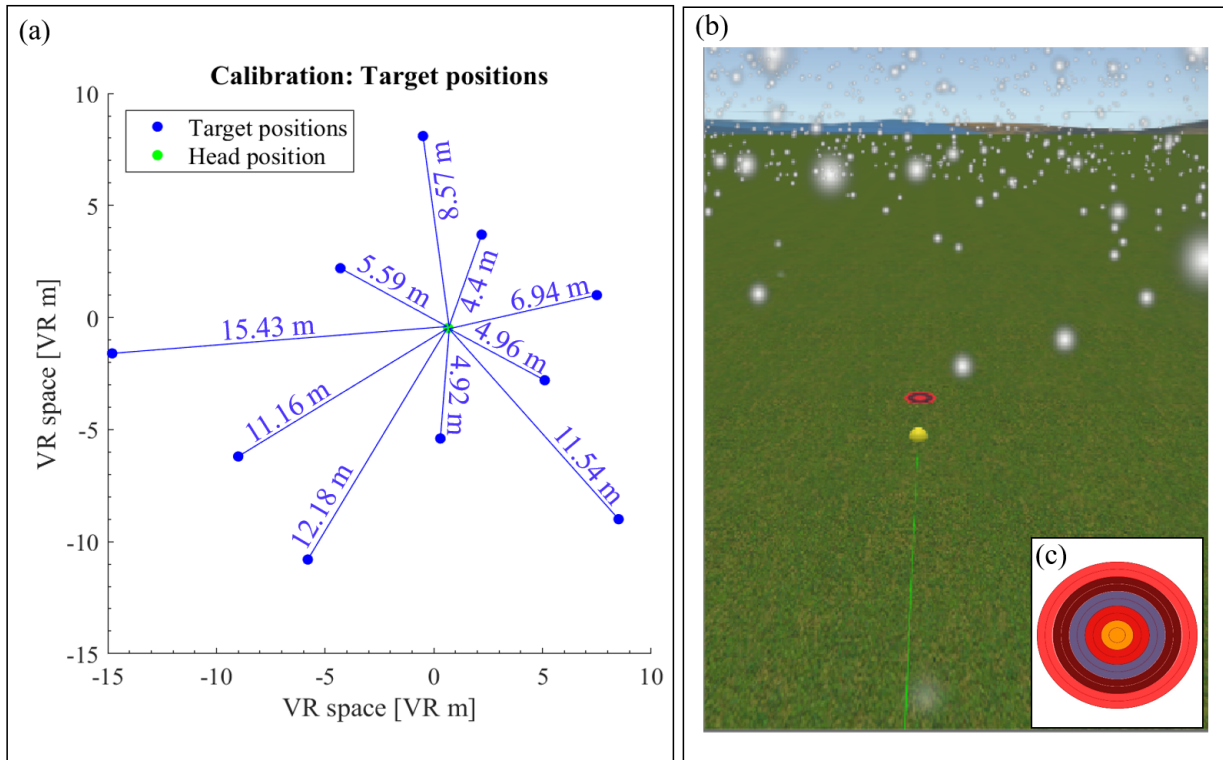 (a)
Calibration: Target positions
Target positions
Head position
10
5
0
-5
-10
-15
VR space [VR m]
8.57 m
4.4 m
5.59 m
6.94 m
15.43 m
4.96 m
4.92 m
11.16 m
11.54 m
12.18 m
-15
-10
-5
0
5
10
VR space [VR m]
(b)
(c)